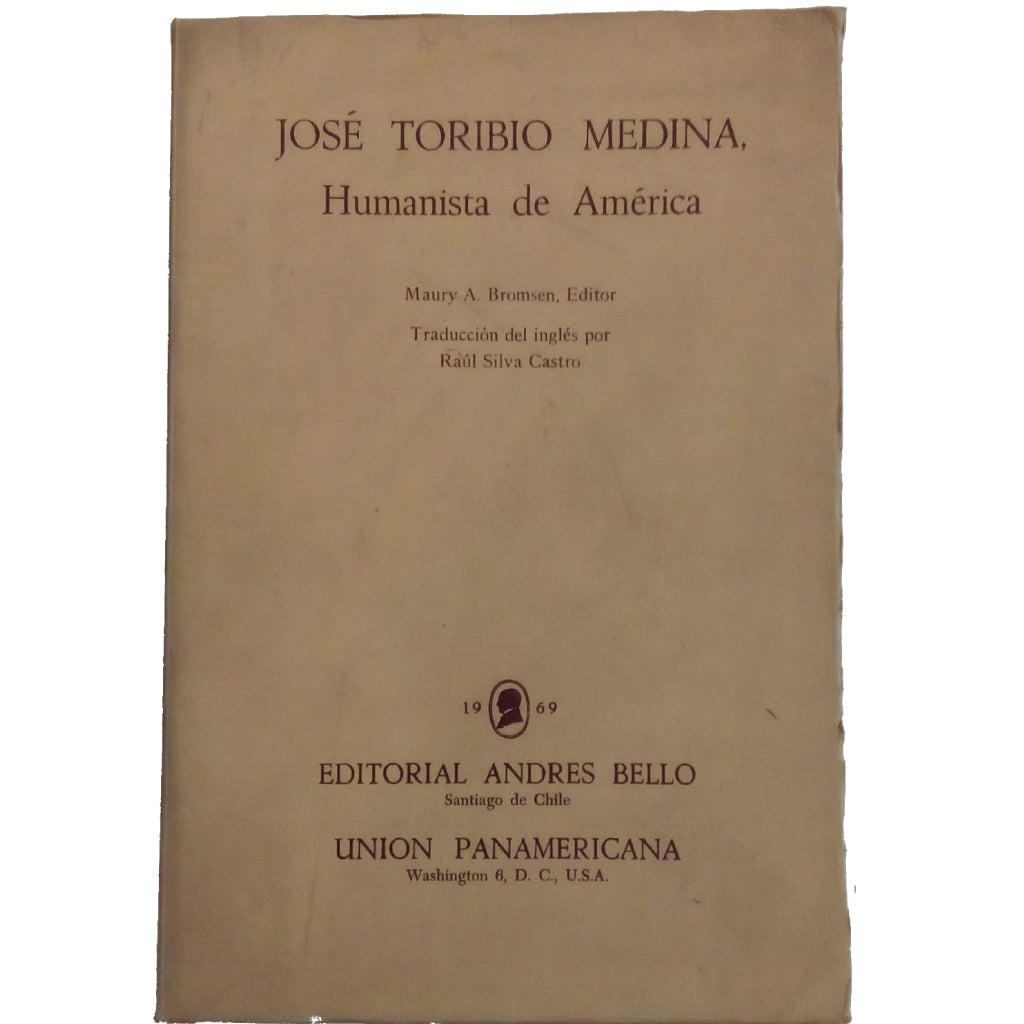 JOSÉ TORIBIO MEDINA,
Humanista de América
Maury A. Bromsen, Editor
Traducción del inglés por
Raúl Silva Castro
19 69
EDITORIAL ANDRES BELLO
Santiago de Chile
UNION PANAMERICANA
Washington 6, D. C., U.S.A.